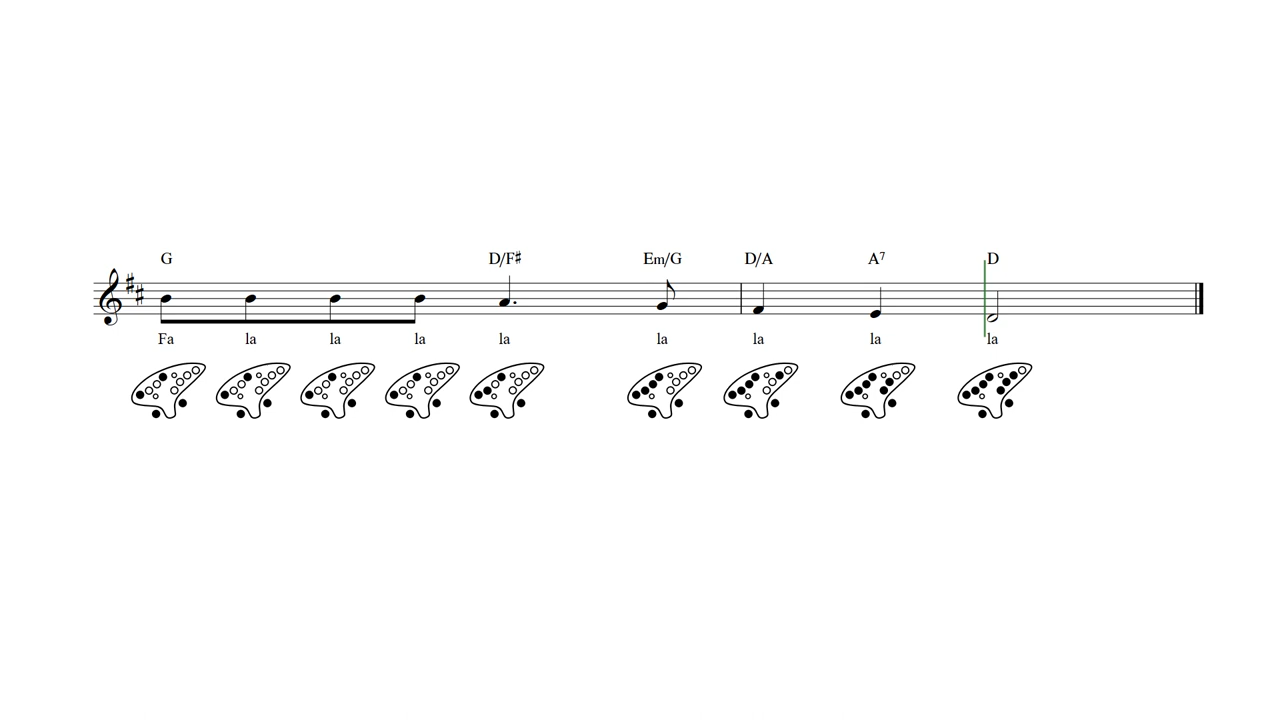 G D/F♯ Em/G D/A A7 D
Fa la la la la la la la la